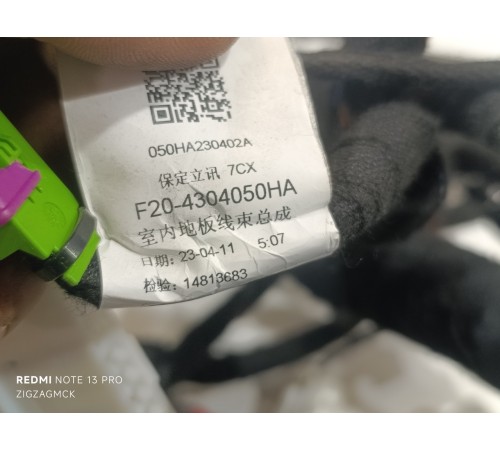 050HA230402A
保定立讯 7CX
F20-4304050HA
室内地板线束总成
日期: 23-04-11 5:07
检验: 14813683
REDMI NOTE 13 PRO
ZIGZAGMCK